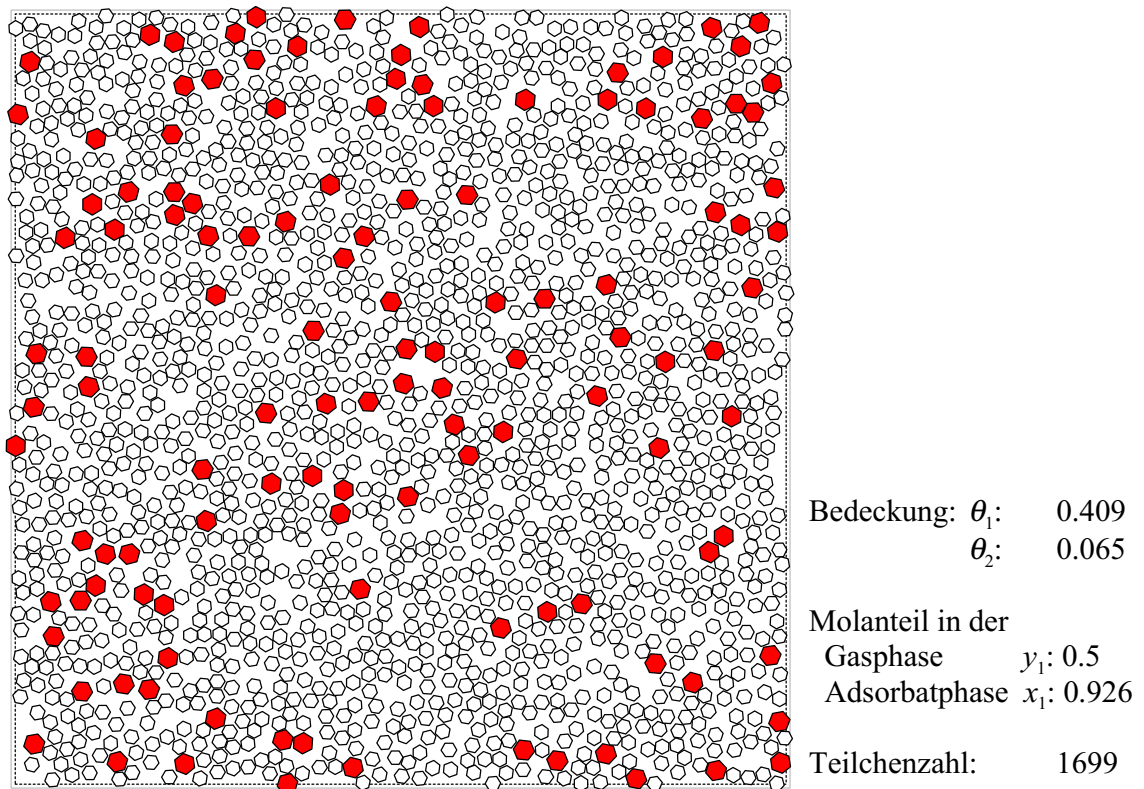 Bedeckung: θ₁: 0.409
θ₂: 0.065
Molanteil in der
Gasphase y₁: 0.5
Adsorbatphase x₁: 0.926
Teilchenzahl: 1699